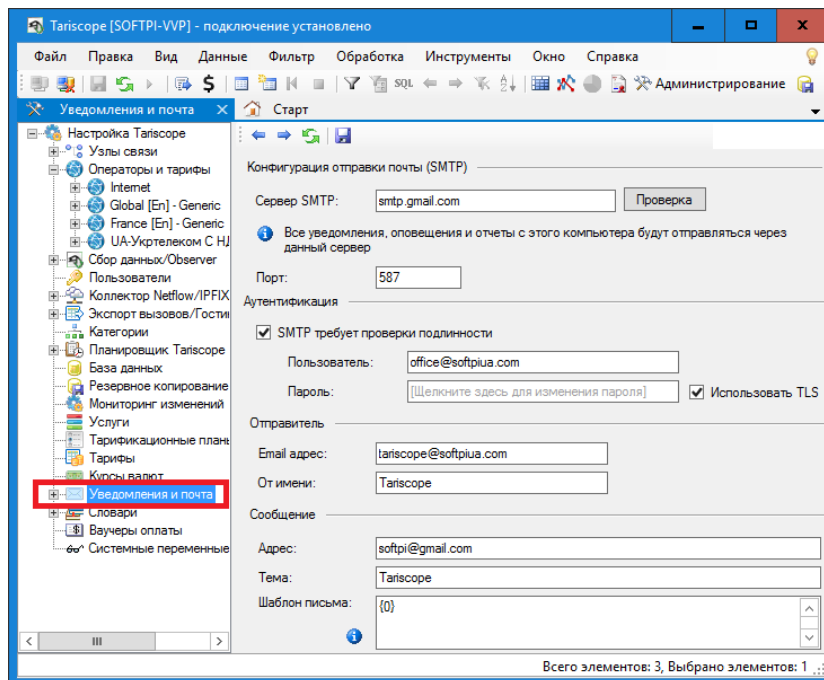 Tariscope [SOFTPI-VVP] - подключение установлено
Файл Правка Вид Данные Фильтр Обработка Инструменты Окно Справка
SQL Администрирование
Уведомления и почта
Старт
Настройка Tariscope
Узлы связи
Операторы и тарифы
Internet
Global [En] - Generic
France [En] - Generic
UA-Укртелеком С НД
Сбор данных/Observer
Пользователи
Коллектор Netflow/IPFIX
Экспорт вызовов/Гости
Категории
Планировщик Tariscope
База данных
Резервное копирование
Мониторинг изменений
Услуги
Тарификационные план
Тарифы
Курсы валют
Уведомления и почта
Словари
Ваучеры оплаты
Системные переменные
Конфигурация отправки почты (SMTP)
Сервер SMTP: smtp.gmail.com Проверка
Все уведомления, оповещения и отчеты с этого компьютера будут отправляться через
данный сервер
Порт: 587
Аутентификация
SMTP требует проверки подлинности
Пользователь: office@softpiua.com
Пароль: [Щелкните здесь для изменения пароля] Использовать TLS
Отправитель
Email адрес: tariscope@softpiua.com
От имени: Tariscope
Сообщение
Адрес: softpi@gmail.com
Тема: Tariscope
Шаблон письма: {0}
Всего элементов: 3, Выбрано элементов: 1